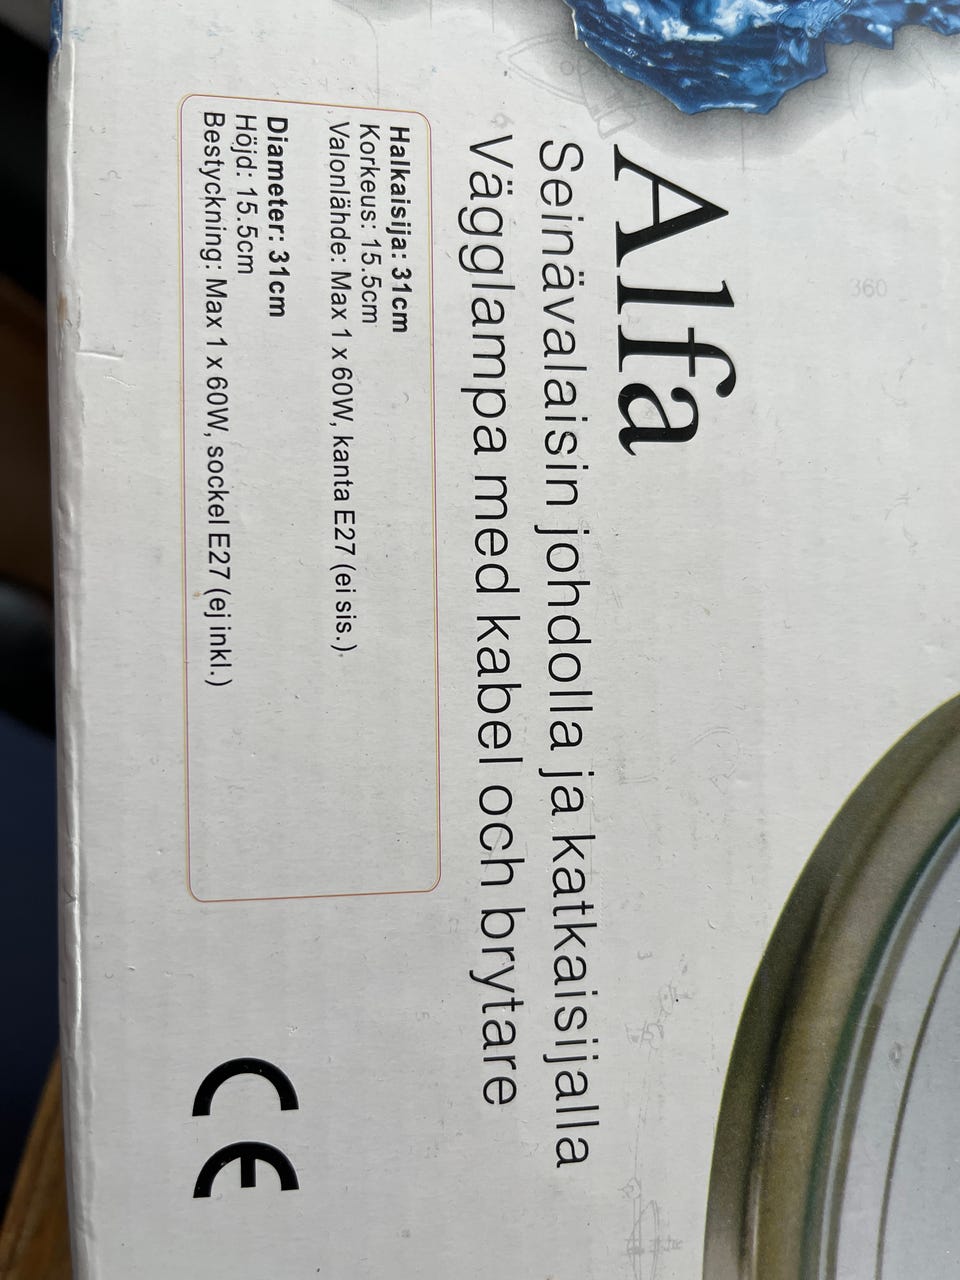 Alfa
Seinävalaisin johdolla ja katkaisijalla
Vägglampa med kabel och brytare
Halkaisija: 31cm
Korkeus: 15.5cm
Valonlähde: Max 1 x 60W, kanta E27 (ei sis.)
Diameter: 31cm
Höjd: 15.5cm
Bestyckning: Max 1 x 60W, sockel E27 (ej inkl.)
CE
360